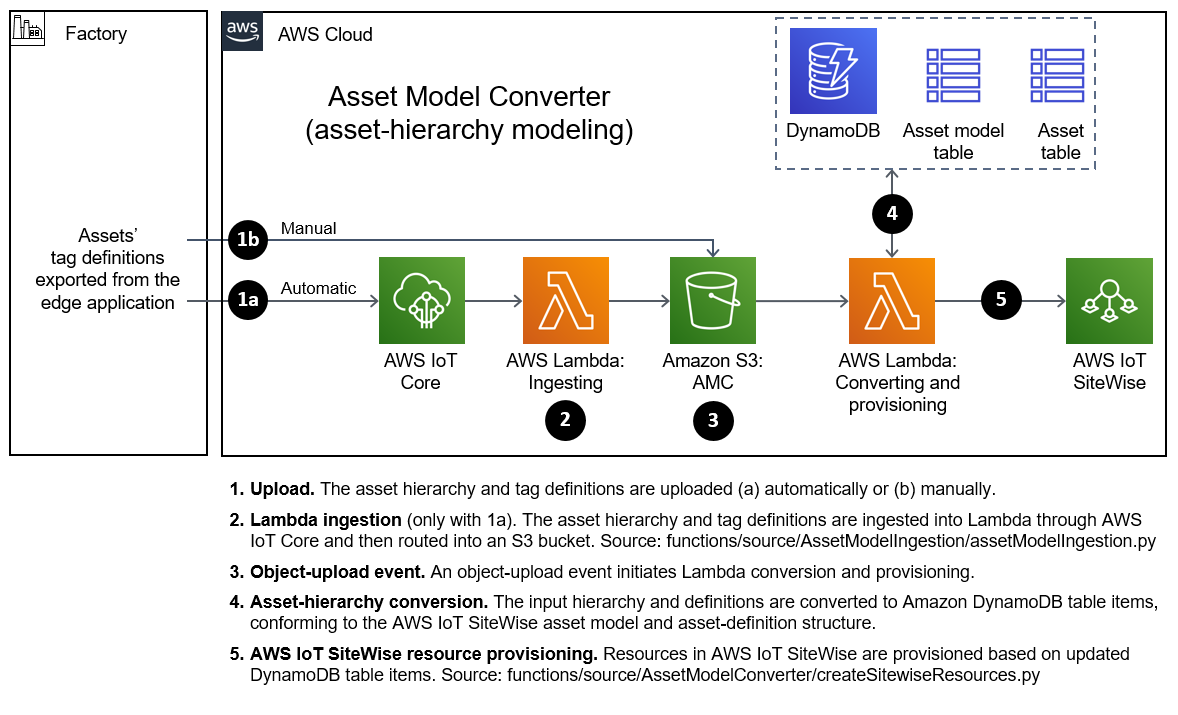 Factory
aws
AWS Cloud
Asset Model Converter
(asset-hierarchy modeling)
DynamoDB
Asset model
table
Asset
table
4
Assets’
tag definitions
exported from the
edge application
1b
Manual
1a
Automatic
5
AWS IoT
Core
AWS Lambda:
Ingesting
2
Amazon S3:
AMC
3
AWS Lambda:
Converting and
provisioning
AWS IoT
SiteWise
1. Upload. The asset hierarchy and tag definitions are uploaded (a) automatically or (b) manually.
2. Lambda ingestion (only with 1a). The asset hierarchy and tag definitions are ingested into Lambda through AWS
IoT Core and then routed into an S3 bucket. Source: functions/source/AssetModelIngestion/assetModelIngestion.py
3. Object-upload event. An object-upload event initiates Lambda conversion and provisioning.
4. Asset-hierarchy conversion. The input hierarchy and definitions are converted to Amazon DynamoDB table items,
conforming to the AWS IoT SiteWise asset model and asset-definition structure.
5. AWS IoT SiteWise resource provisioning. Resources in AWS IoT SiteWise are provisioned based on updated
DynamoDB table items. Source: functions/source/AssetModelConverter/createSitewiseResources.py